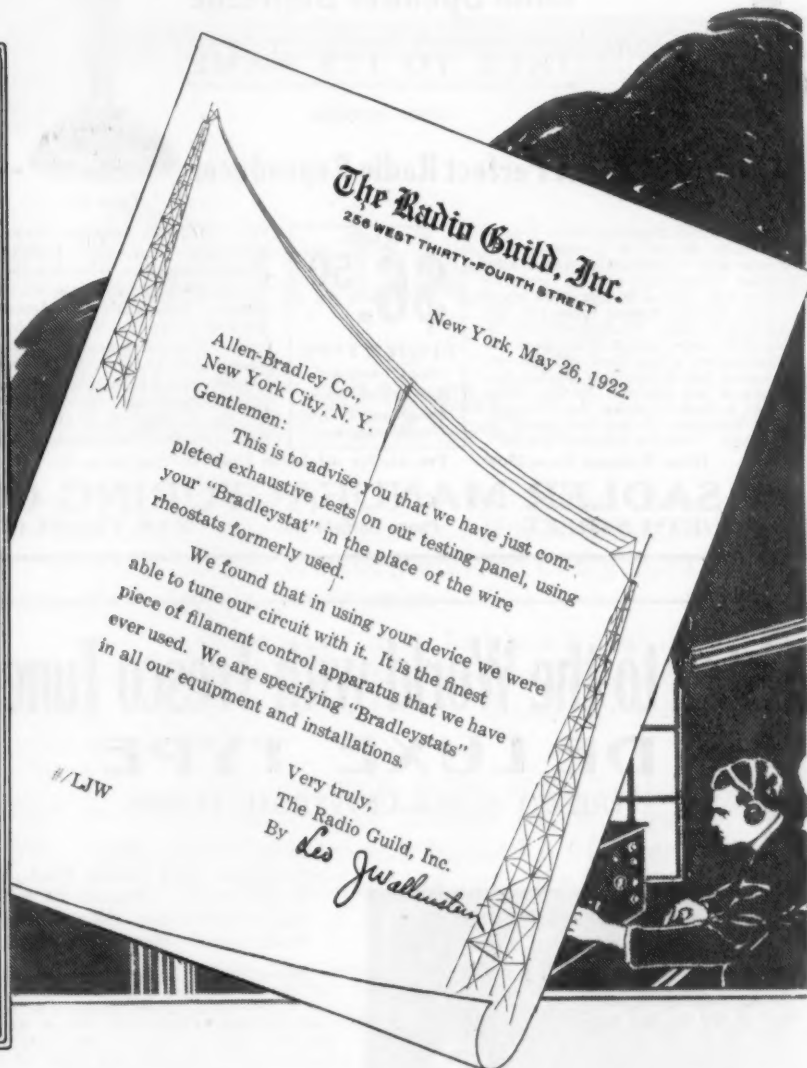 The Radio Guild, Inc.
256 WEST THIRTY-FOURTH STREET
New York, May 26, 1922.
Allen-Bradley Co.,
New York City, N. Y.
Gentlemen:
This is to advise you that we have just com-
pleted exhaustive tests on our testing panel, using
your "Bradleystat" in the place of the wire
rheostats formerly used.
We found that in using your device we were
able to tune our circuit with it. It is the finest
piece of filament control apparatus that we have
ever used. We are specifying "Bradleystats"
in all our equipment and installations.
Very truly,
The Radio Guild, Inc.
By Leo J Wallenstein
#/LJW